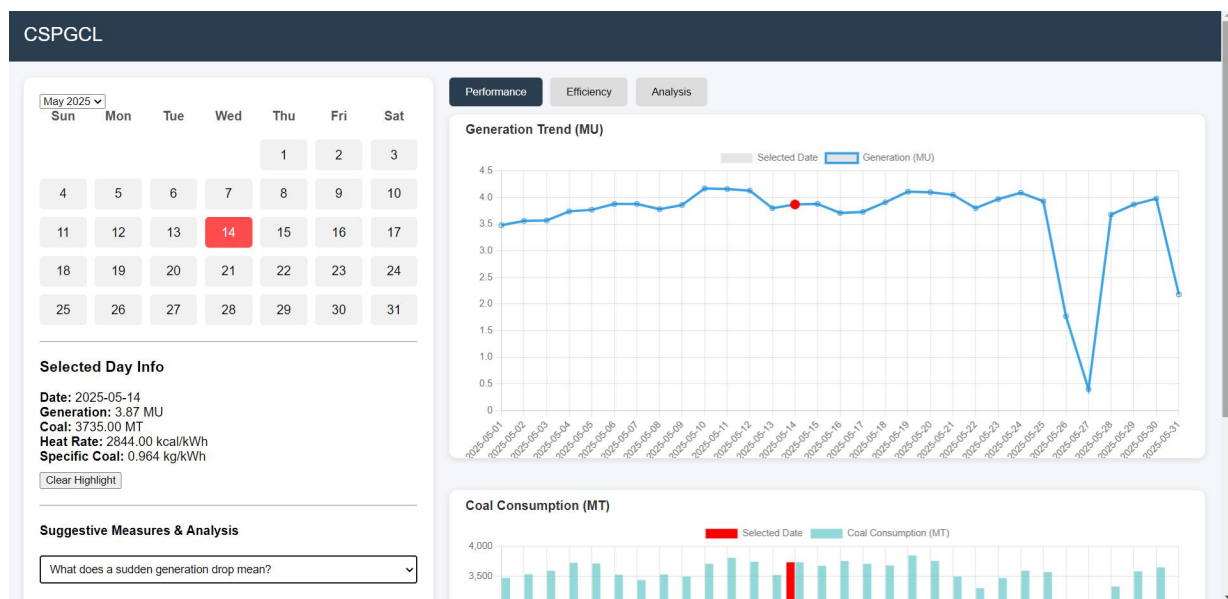 CSPGCL
May 2025
Sun Mon Tue Wed Thu Fri Sat
1 2 3
4 5 6 7 8 9 10
11 12 13 14 15 16 17
18 19 20 21 22 23 24
25 26 27 28 29 30 31
Selected Day Info
Date: 2025-05-14
Generation: 3.87 MU
Coal: 3735.00 MT
Heat Rate: 2844.00 kcal/kWh
Specific Coal: 0.964 kg/kWh
Clear Highlight
Suggestive Measures & Analysis
What does a sudden generation drop mean?
Performance Efficiency Analysis
Generation Trend (MU)
Selected Date Generation (MU)
4.5
4.0
3.5
3.0
2.5
2.0
1.5
1.0
0.5
0
2025-05-01 2025-05-02 2025-05-03 2025-05-04 2025-05-05 2025-05-06 2025-05-07 2025-05-08 2025-05-09 2025-05-10 2025-05-11 2025-05-12 2025-05-13 2025-05-14 2025-05-15 2025-05-16 2025-05-17 2025-05-18 2025-05-19 2025-05-20 2025-05-21 2025-05-22 2025-05-23 2025-05-24 2025-05-25 2025-05-26 2025-05-27 2025-05-28 2025-05-29 2025-05-30 2025-05-31
Coal Consumption (MT)
Selected Date Coal Consumption (MT)
4,000
3,500